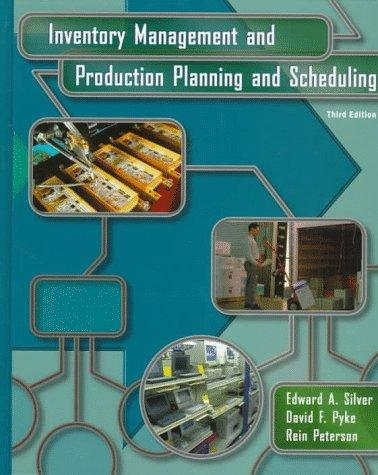 Inventory Management and
Production Planning and Scheduling
Third Edition
Edward A. Silver
David F. Pyke
Rein Peterson